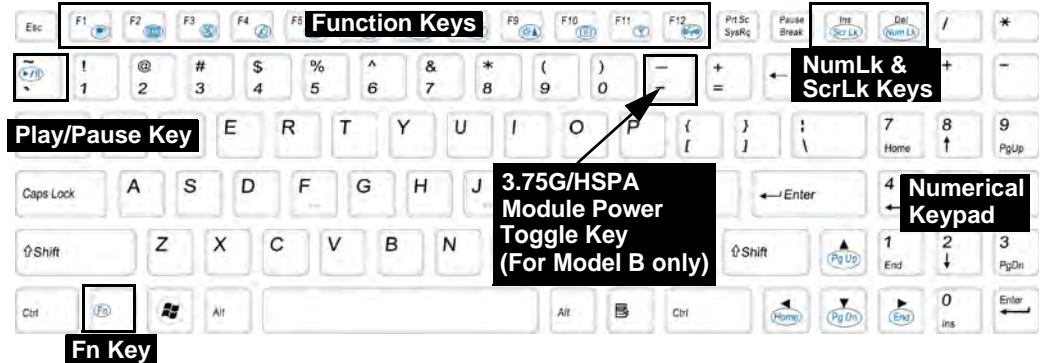 Esc F1 F2 F3 F4 F5 Function Keys F9 F10 F11 F12 Prt Sc SysRq Pause Break Ins Scr Lk Del Num Lk / *
~ ` ! 1 @ 2 # 3 $ 4 % 5 ^ 6 & 7 * 8 ( 9 ) 0 — - + = ← NumLk & + -
ScrLk Keys
Play/Pause Key E R T Y U I O P { [ } ] ¦ \ 7 Home 8 ↑ 9 PgUp
Caps Lock A S D F G H J 3.75G/HSPA Enter 4 Numerical
Module Power Keypad
Toggle Key
(For Model B only)
Shift Z X C V B N Shift Pg Up 1 End 2 ↓ 3 PgDn
Ctrl Fn Alt Alt Ctrl Home Pg Dn End 0 Ins Enter
Fn Key